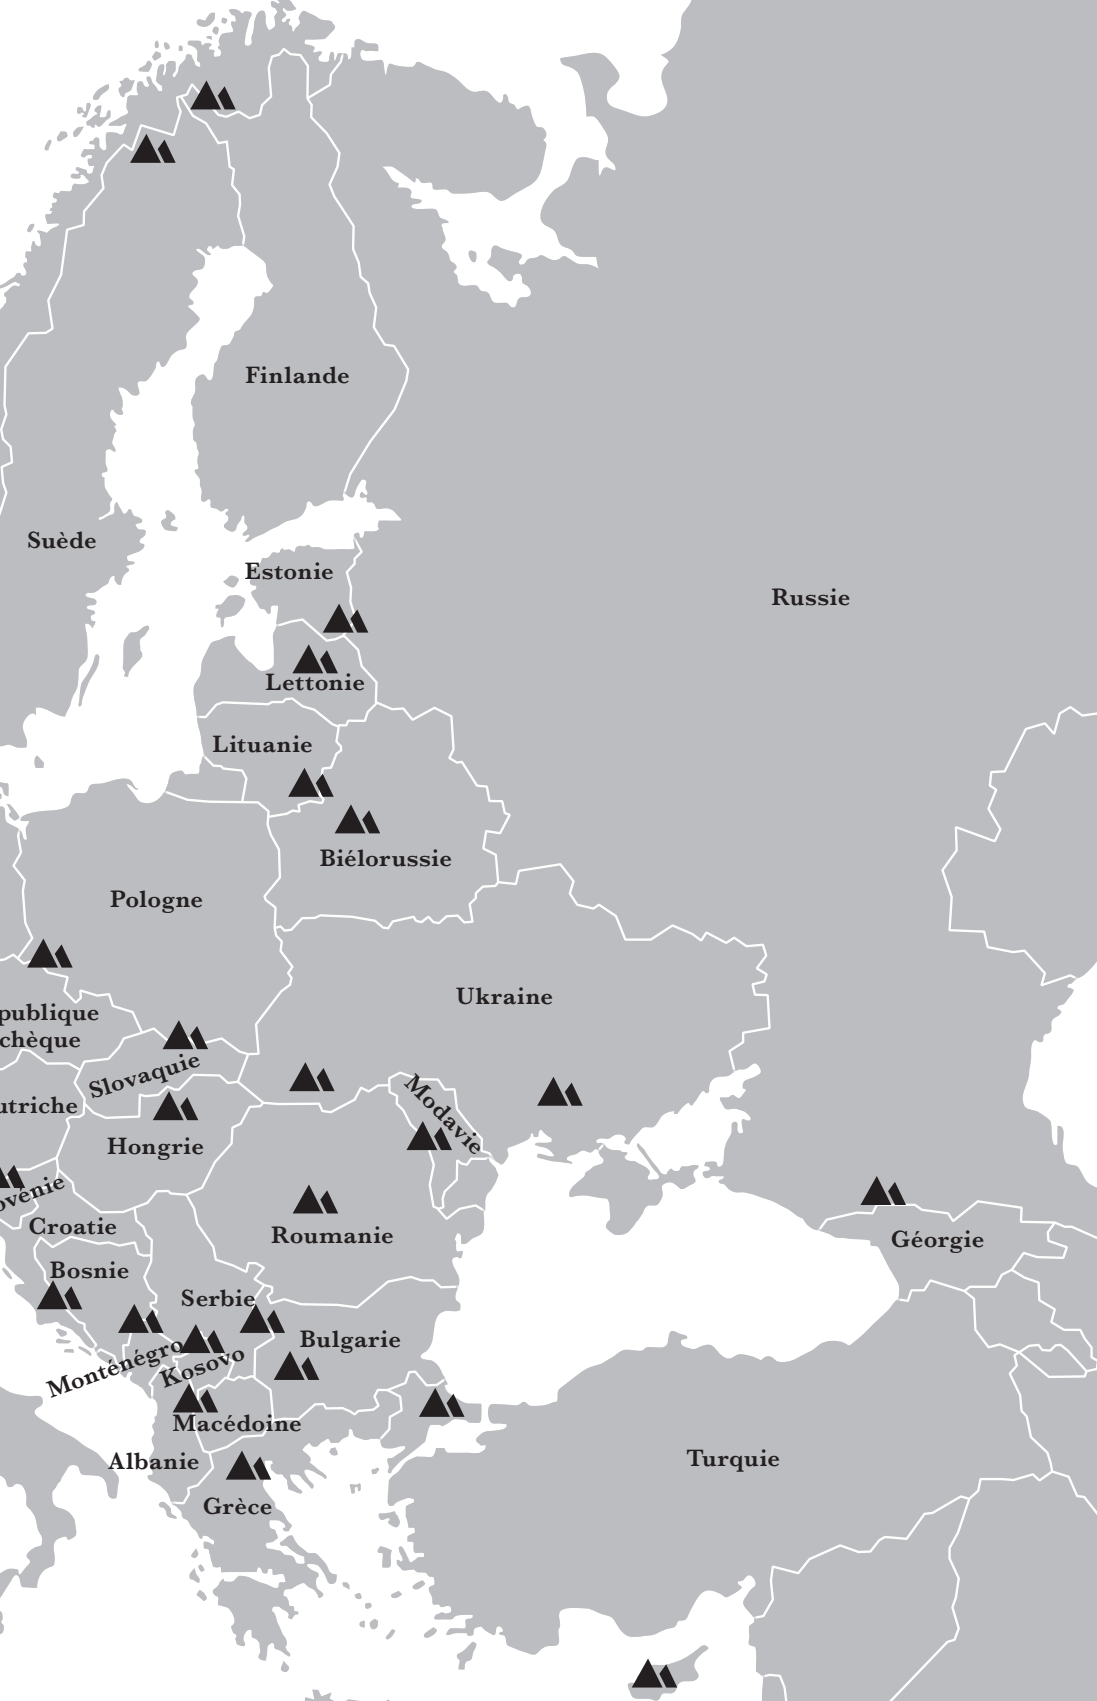 Finlande
Suède
Estonie
Russie
Lettonie
Lituanie
Biélorussie
Pologne
Ukraine
publique
chèque
Slovaquie
utriche
Modavie
Hongrie
ovénie
Croatie
Roumanie
Géorgie
Bosnie
Serbie
Bulgarie
Monténégro
Kosovo
Macédoine
Albanie
Turquie
Grèce